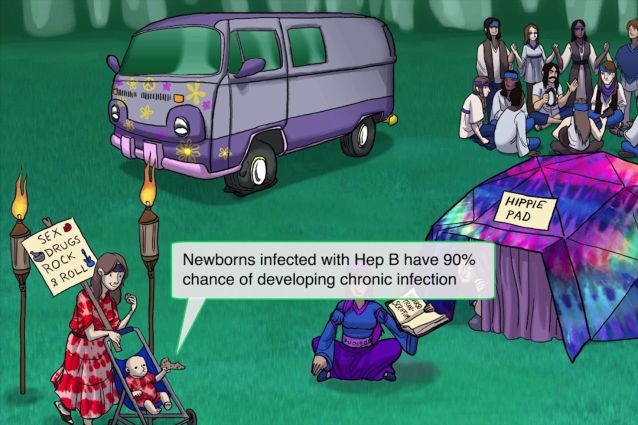 HIPPIE
PAD
SEX
DRUGS
ROCK
& ROLL
Newborns infected with Hep B have 90%
chance of developing chronic infection